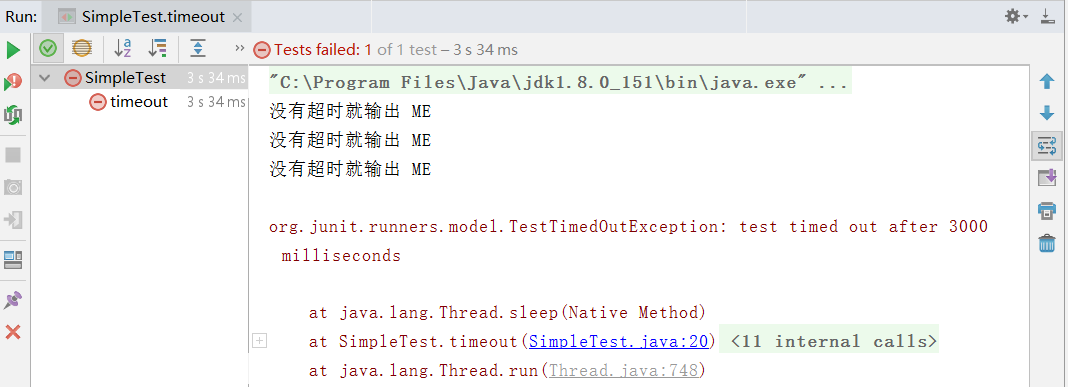 Run: SimpleTest.timeout
Tests failed: 1 of 1 test – 3 s 34 ms
SimpleTest 3 s 34 ms
timeout 3 s 34 ms
"C:\Program Files\Java\jdk1.8.0_151\bin\java.exe" ...
没有超时就输出 ME
没有超时就输出 ME
没有超时就输出 ME
org.junit.runners.model.TestTimedOutException: test timed out after 3000
milliseconds
at java.lang.Thread.sleep(Native Method)
at SimpleTest.timeout(SimpleTest.java:20) <11 internal calls>
at java.lang.Thread.run(Thread.java:748)